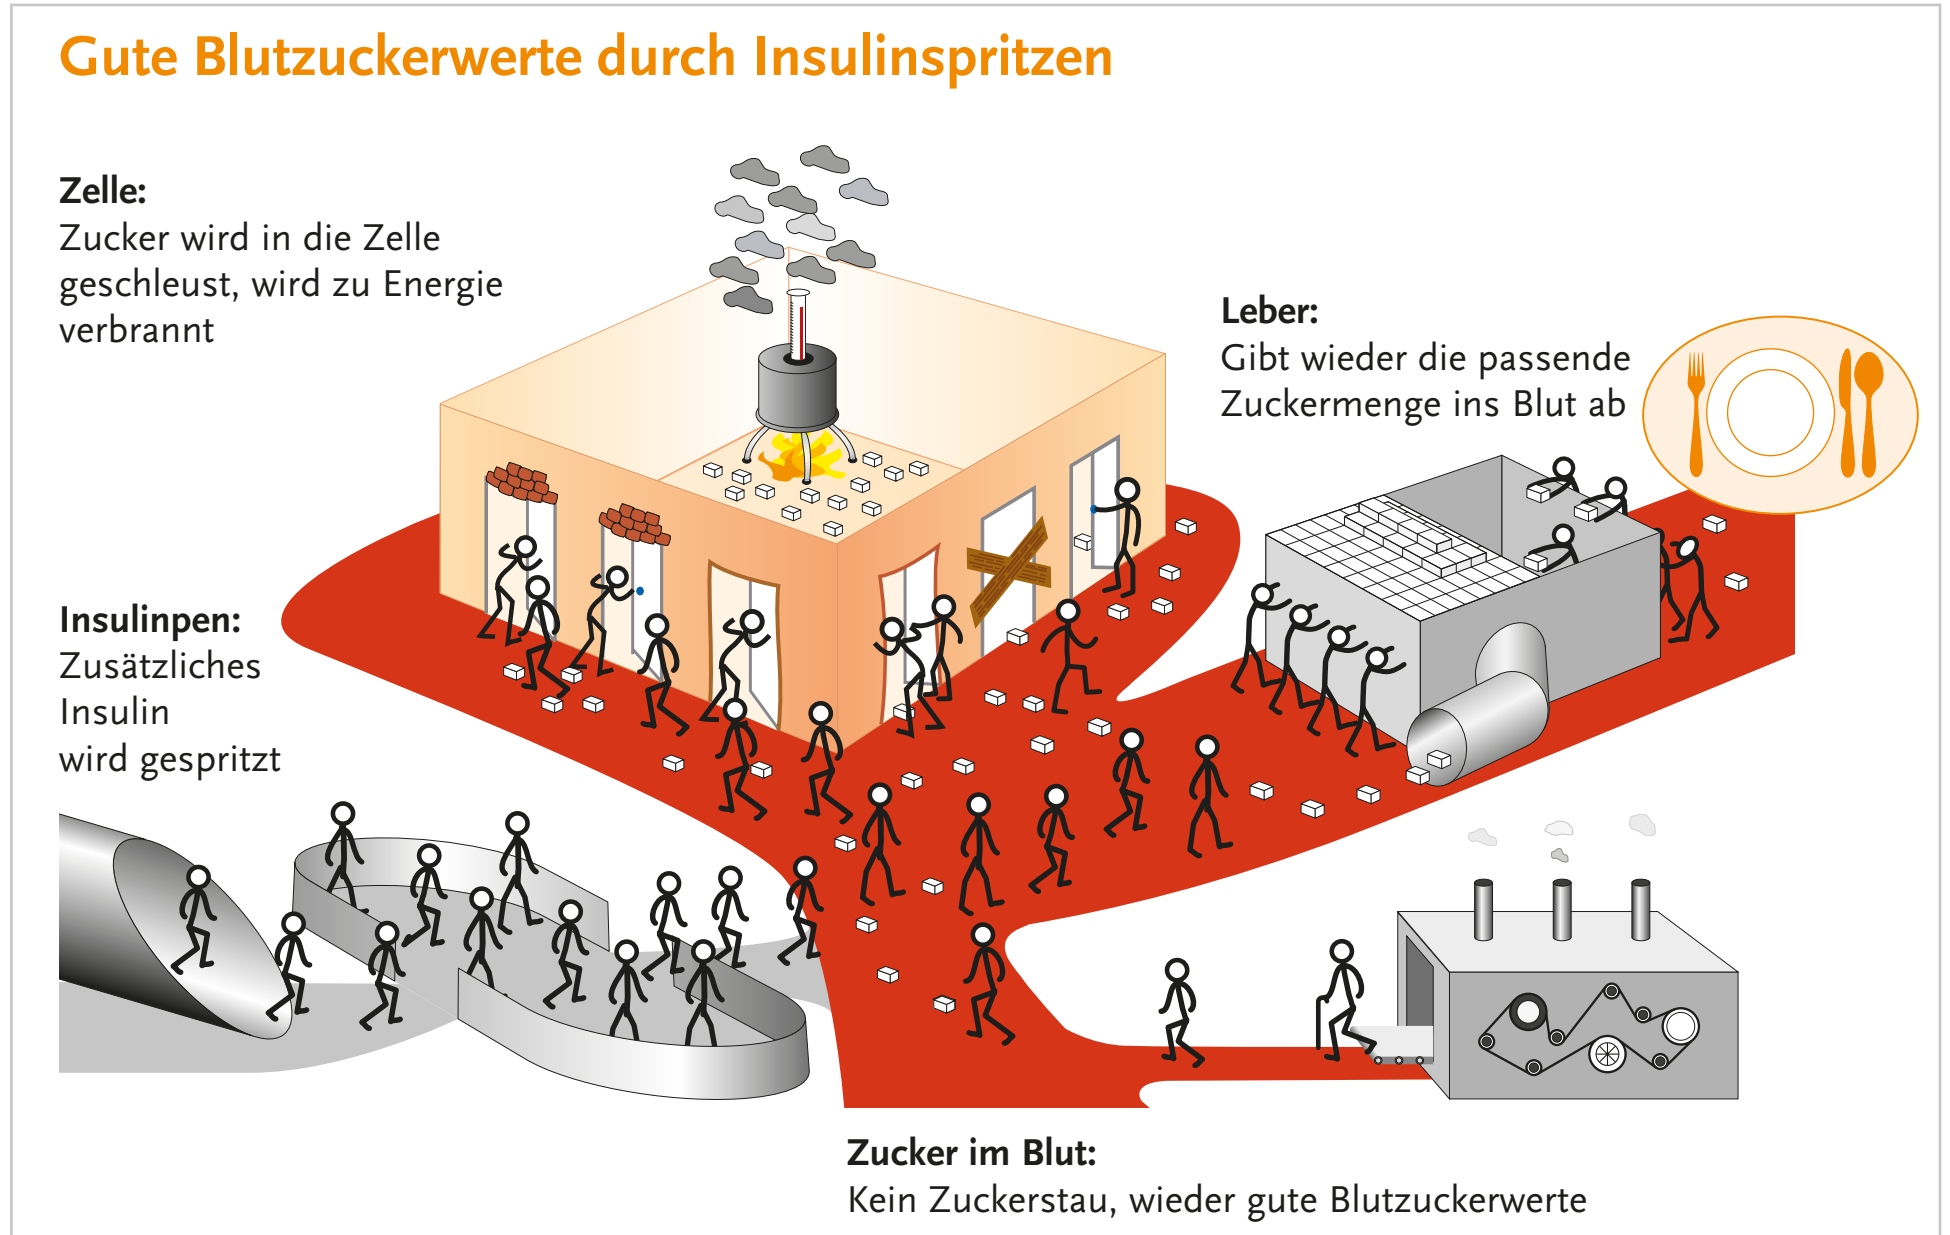 Gute Blutzuckerwerte durch Insulinspritzen
Zelle:
Zucker wird in die Zelle
geschleust, wird zu Energie
verbrannt
Leber:
Gibt wieder die passende
Zuckermenge ins Blut ab
Insulinpen:
Zusätzliches
Insulin
wird gespritzt
Zucker im Blut:
Kein Zuckerstau, wieder gute Blutzuckerwerte